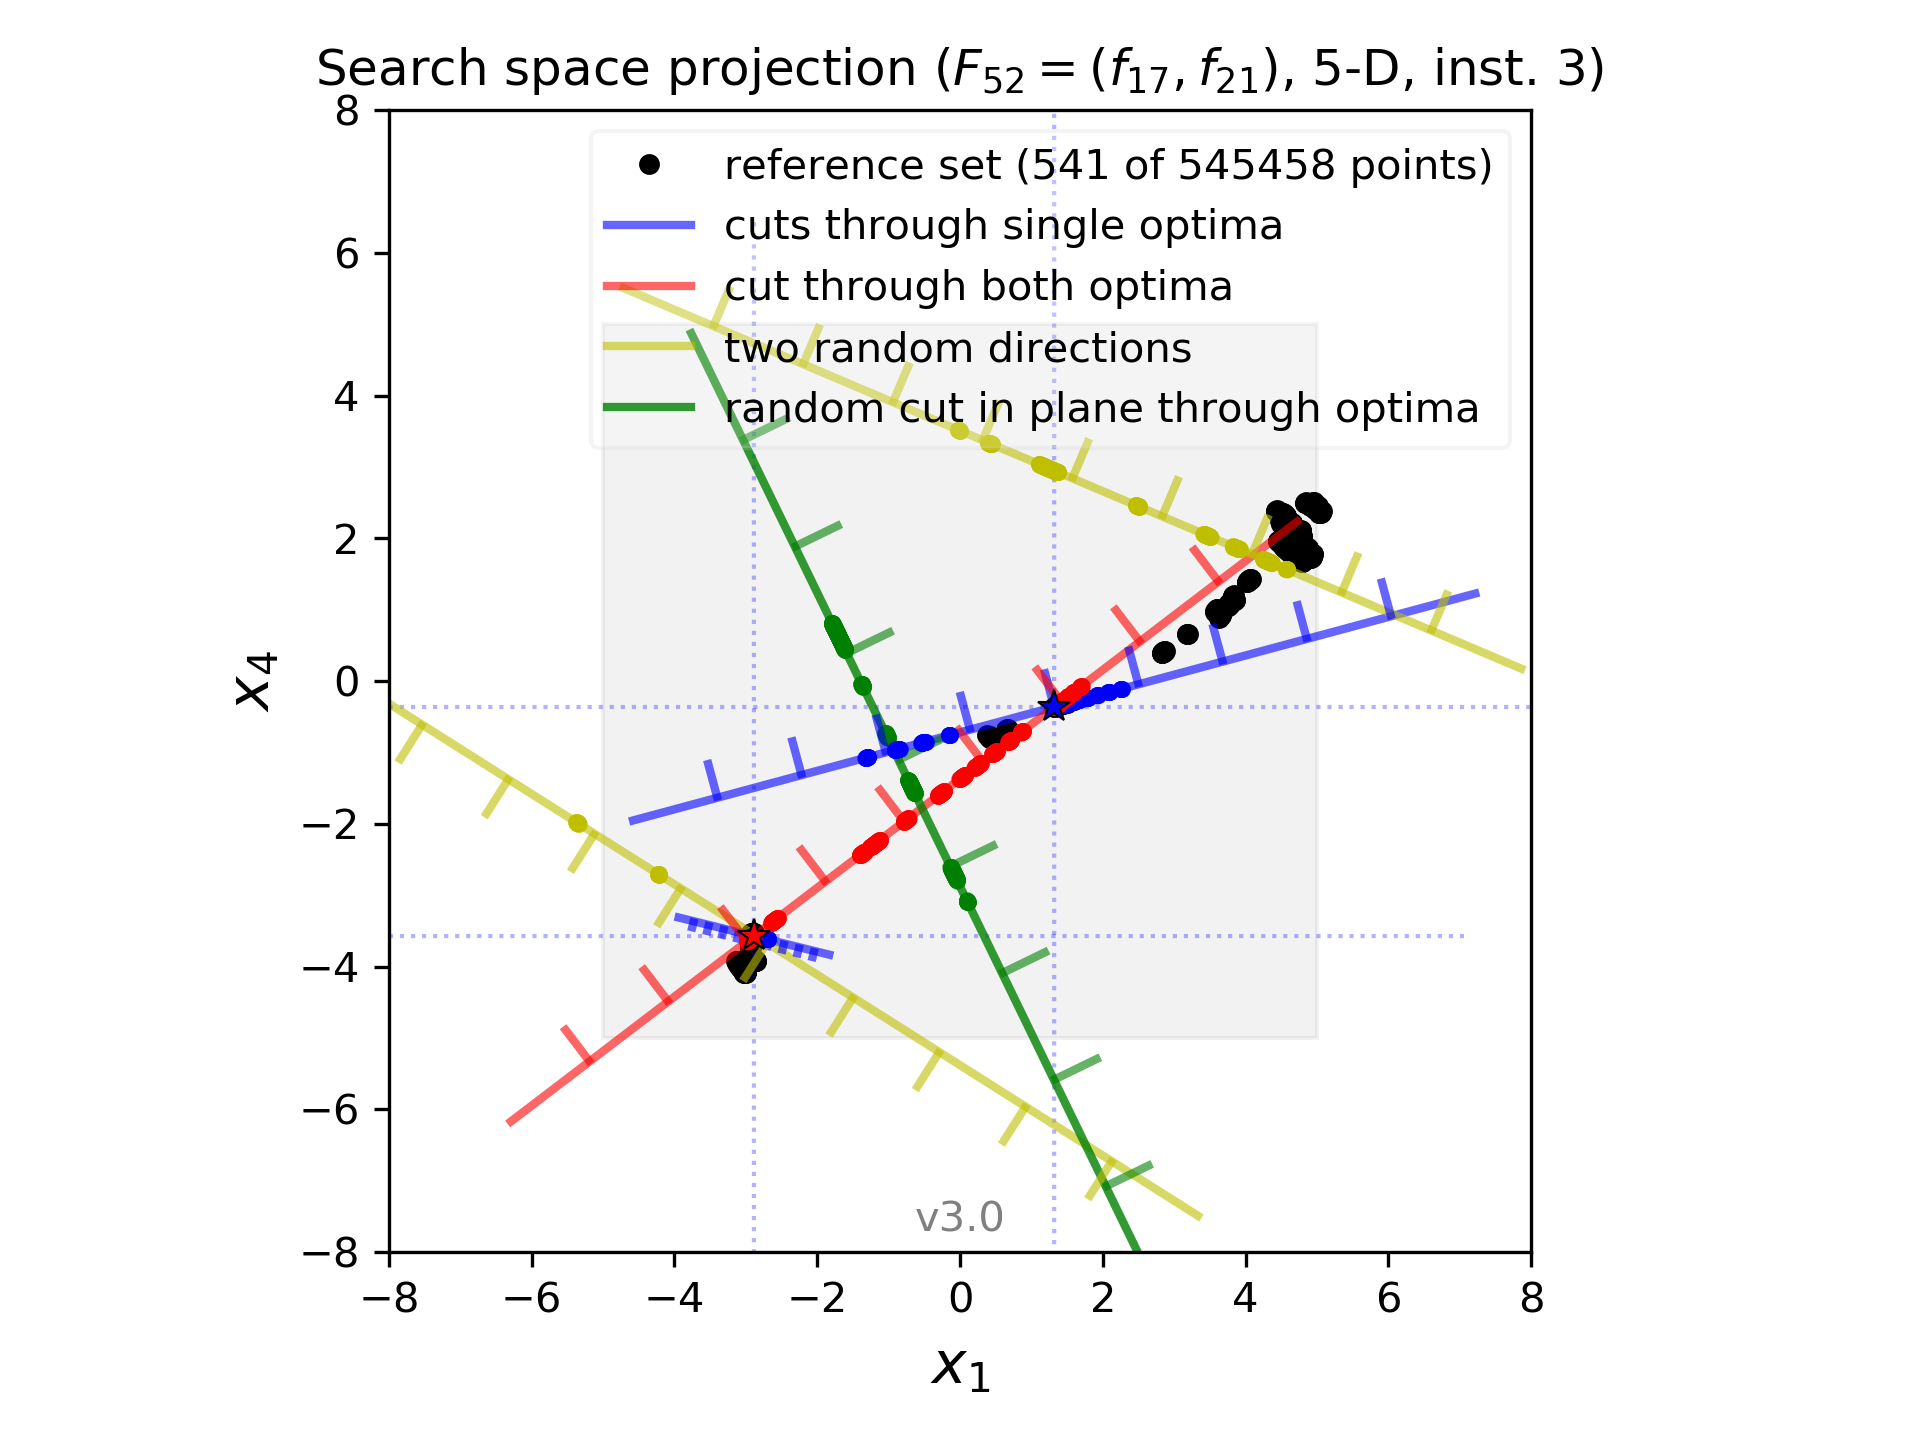 Search space projection (F52 = (f17, f21), 5-D, inst. 3)
reference set (541 of 545458 points)
cuts through single optima
cut through both optima
two random directions
random cut in plane through optima
8
6
4
2
0
−2
−4
−6
−8
x4
v3.0
−8 −6 −4 −2 0 2 4 6 8
x1